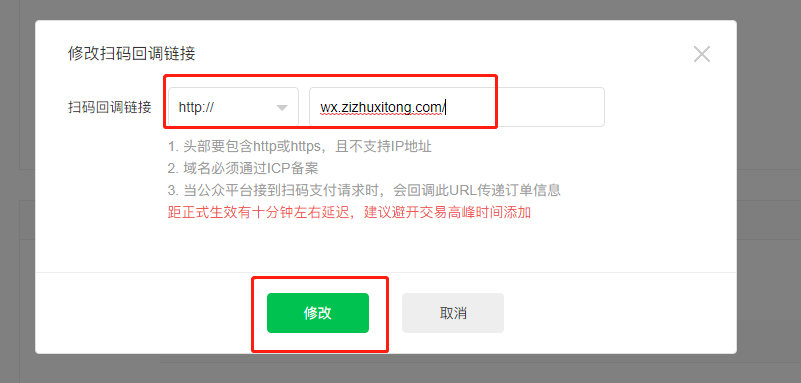 修改扫码回调链接
扫码回调链接 http:// wx.zizhuxitong.com/
1. 头部要包含http或https，且不支持IP地址
2. 域名必须通过ICP备案
3. 当公众平台接到扫码支付请求时，会回调此URL传递订单信息
距正式生效有十分钟左右延迟，建议避开交易高峰时间添加
修改 取消